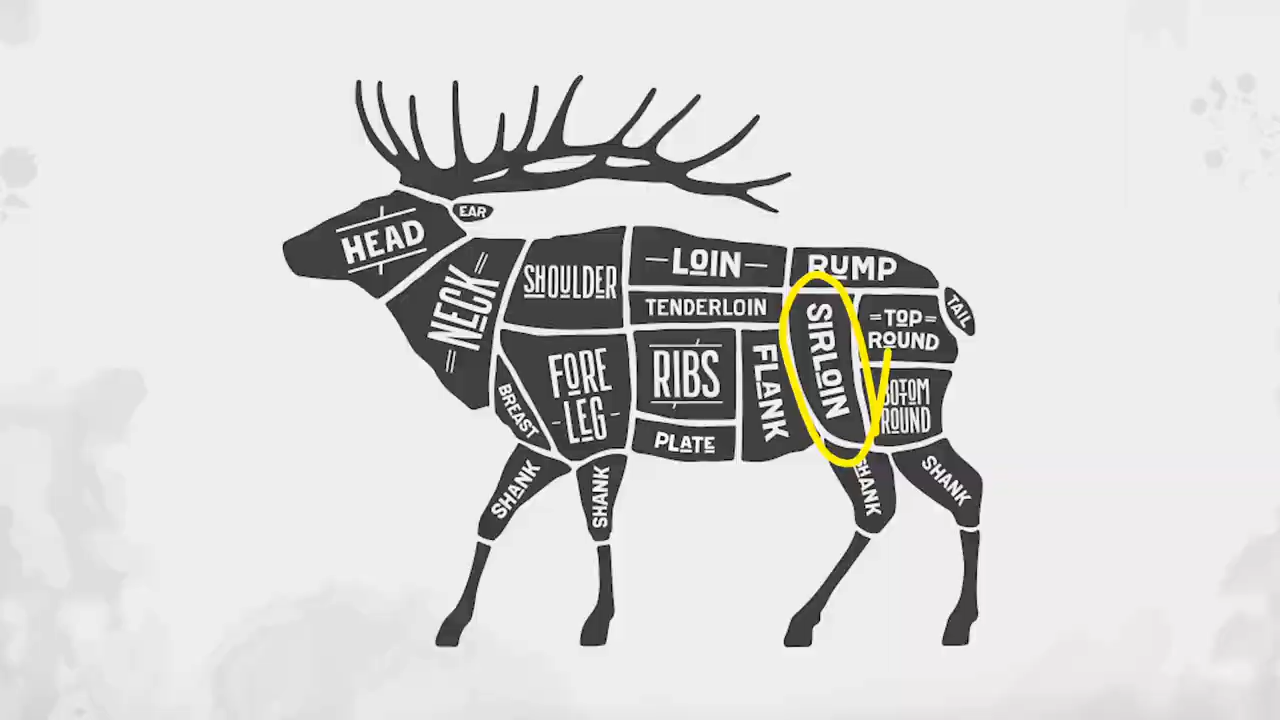 EAR
HEAD
NECK
SHOULDER
LOIN
RUMP
TENDERLOIN
SIRLOIN
TOP
ROUND
TAIL
FORE
LEG
RIBS
FLANK
BOTTOM
ROUND
BREAST
PLATE
SHANK
SHANK
SHANK
SHANK